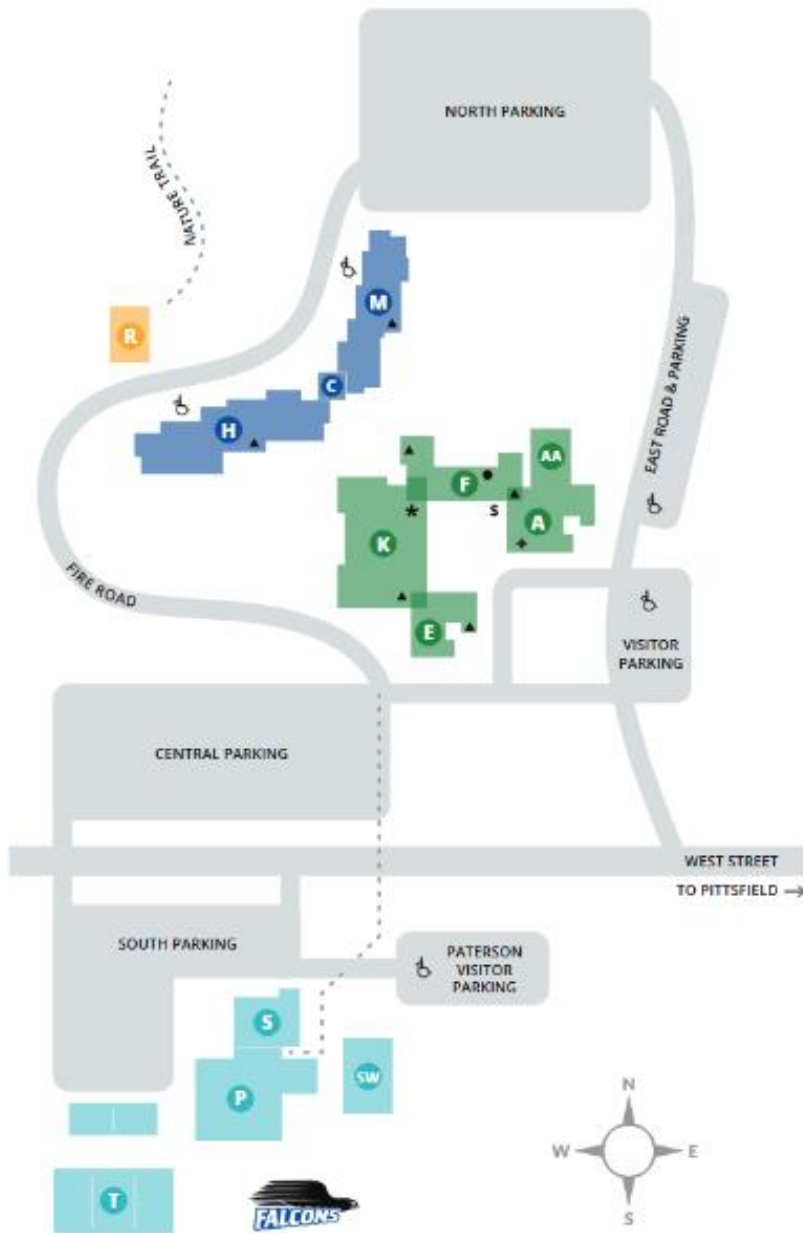 NORTH PARKING
NATURE TRAIL
M
R
C
H
EAST ROAD & PARKING
AA
F
$
A
*
K
FIRE ROAD
E
VISITOR
PARKING
CENTRAL PARKING
WEST STREET
TO PITTSFIELD →
SOUTH PARKING
PATERSON
VISITOR
PARKING
S
SW
P
N
W
E
S
T
FALCONS